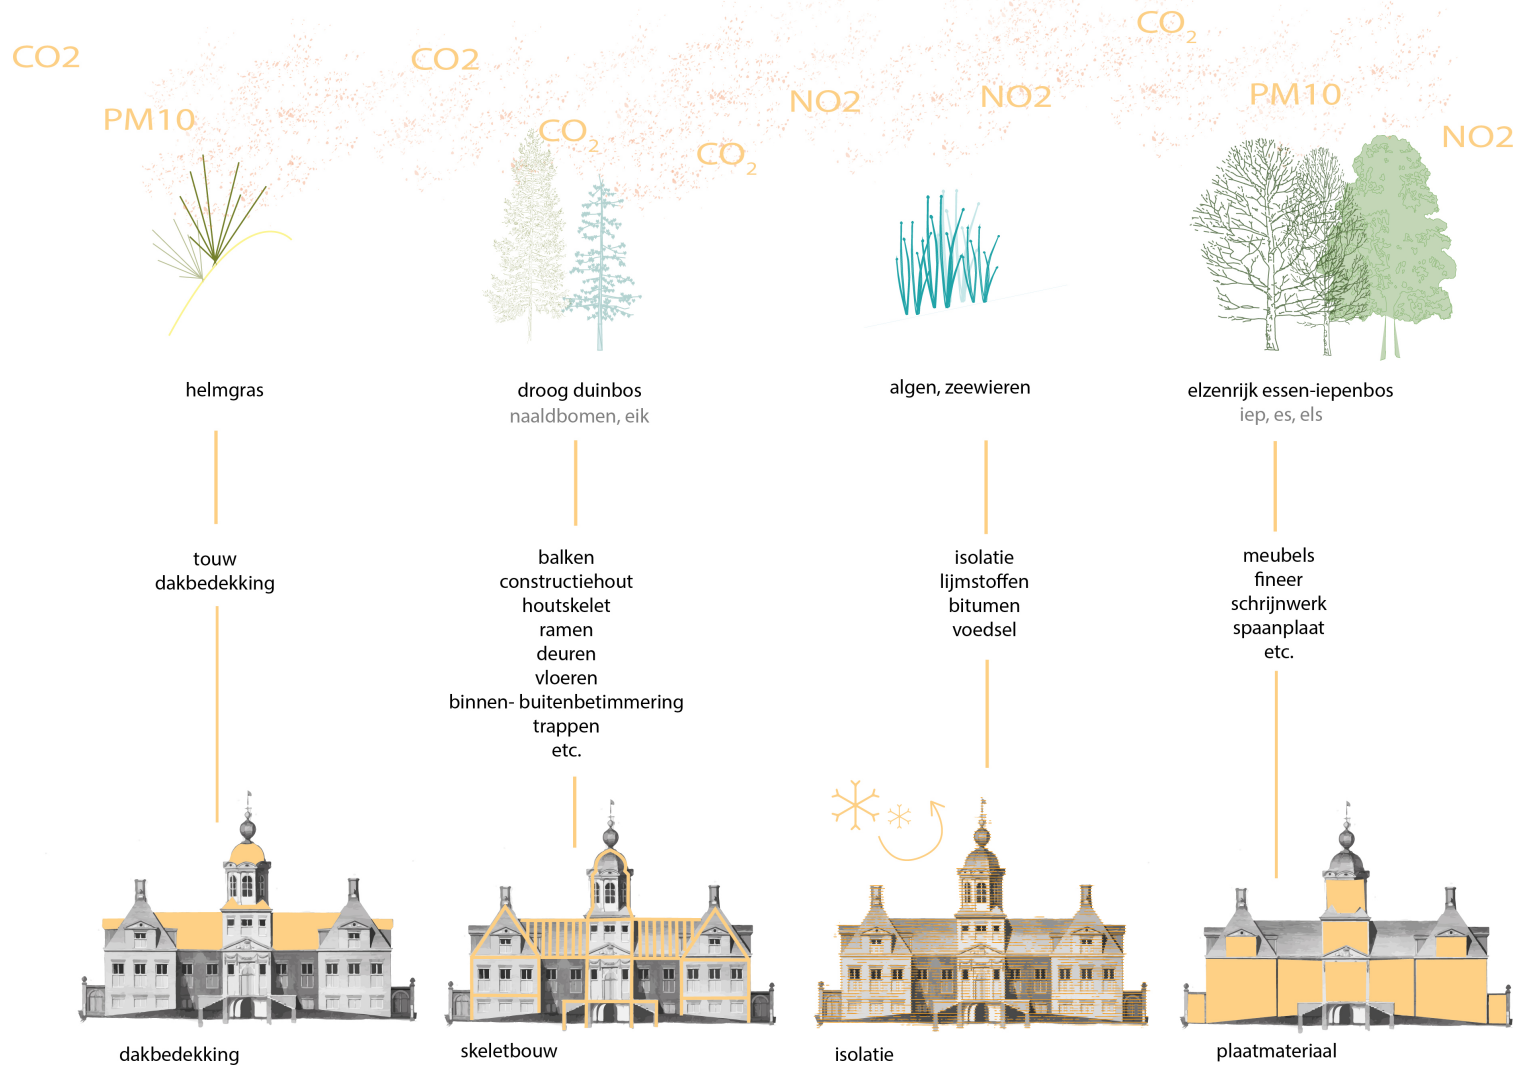 CO2
CO2
CO2
PM10
CO2
CO2
NO2
NO2
PM10
NO2
helmgras
touw
dakbedekking
dakbedekking
droog duinbos
naaldbomen, eik
balken
constructiehout
houtskelet
ramen
deuren
vloeren
binnen- buitenbetimmering
trappen
etc.
skeletbouw
algen, zeewieren
isolatie
lijmstoffen
bitumen
voedsel
isolatie
elzenrijk essen-iepenbos
iep, es, els
meubels
fineer
schrijnwerk
spaanplaat
etc.
plaatmateriaal